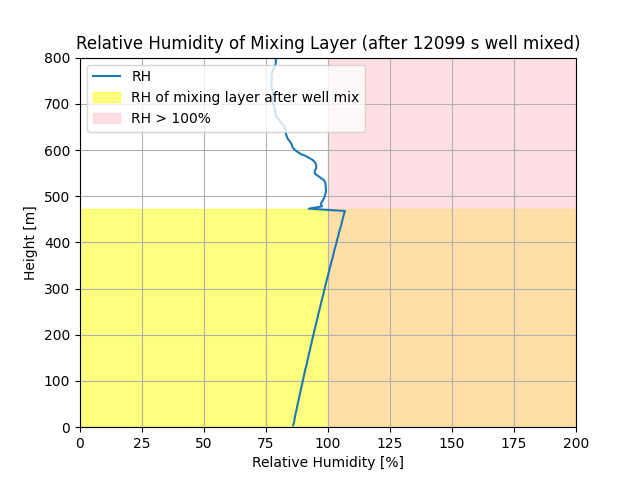 Relative Humidity of Mixing Layer (after 12099 s well mixed)
800
700
600
500
400
300
200
100
0
Height [m]
RH
RH of mixing layer after well mix
RH > 100%
0 25 50 75 100 125 150 175 200
Relative Humidity [%]